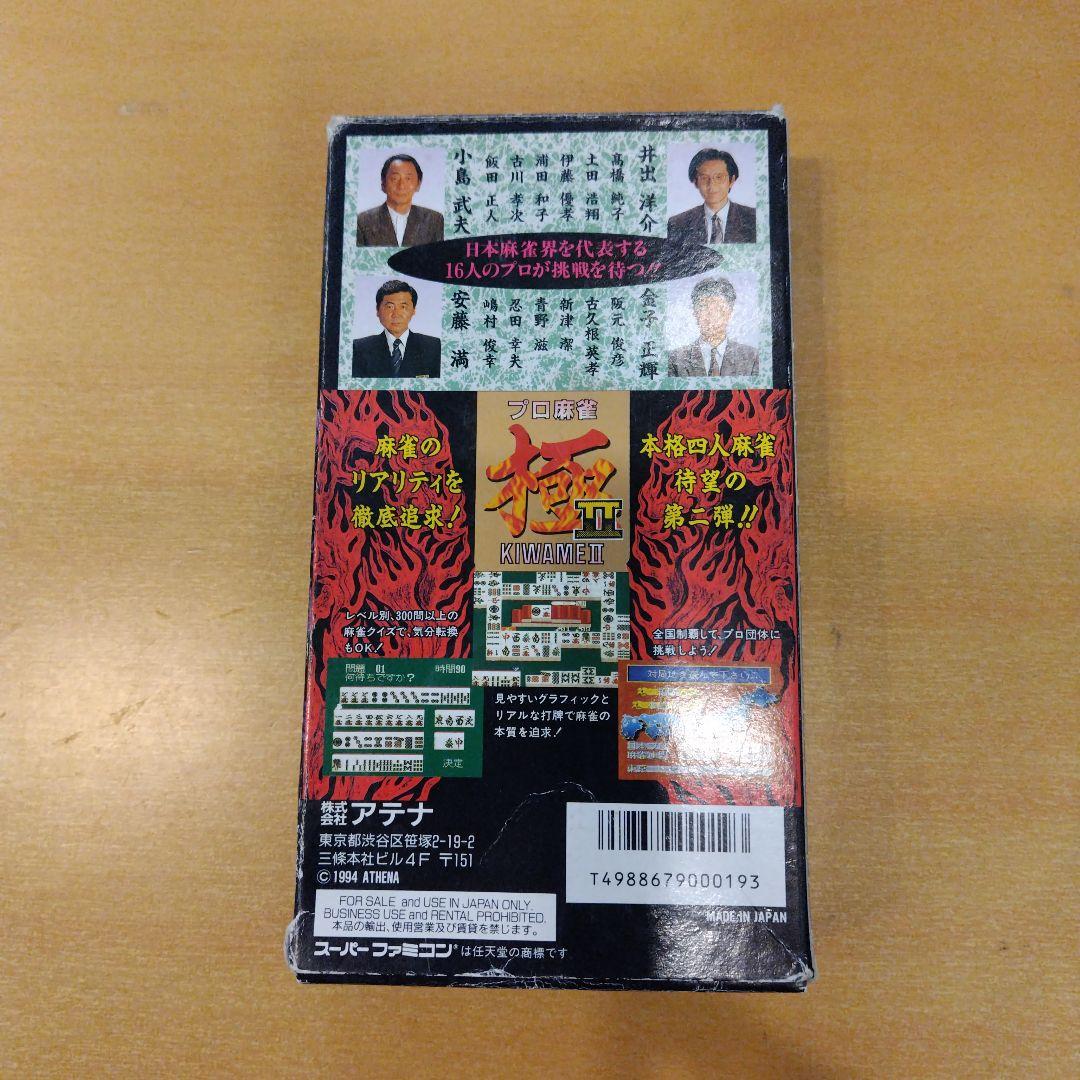 井出 洋介
高橋 純子
土田 浩翔
伊藤 優孝
浦田 和子
古川 孝次
飯田 正人
小島 武夫
日本麻雀界を代表する
16人のプロが挑戦を待つ!!
金子 正輝
阪元 俊彦
古久根 英孝
新津 潔
青野 滋
忍田 幸夫
嶋村 俊幸
安藤 満
プロ麻雀
極II
KIWAME II
麻雀の
リアリティを
徹底追求!
本格四人麻雀
待望の
第二弾!!
レベル別、300問以上の
麻雀クイズで、気分転換
もOK!
問題 01 時間90
何待ちですか?
決定
見やすいグラフィックと
リアルな打牌で麻雀の
本質を追求!
全国制覇して、プロ団体に
挑戦しよう!
株式会社 アテナ
東京都渋谷区笹塚2-19-2
三條本社ビル4F 〒151
© 1994 ATHENA
FOR SALE and USE IN JAPAN ONLY.
BUSINESS USE and RENTAL PROHIBITED.
本品の輸出、使用営業及び賃貸を禁じます。
スーパーファミコン®は任天堂の商標です
T4988679000193
MADE IN JAPAN